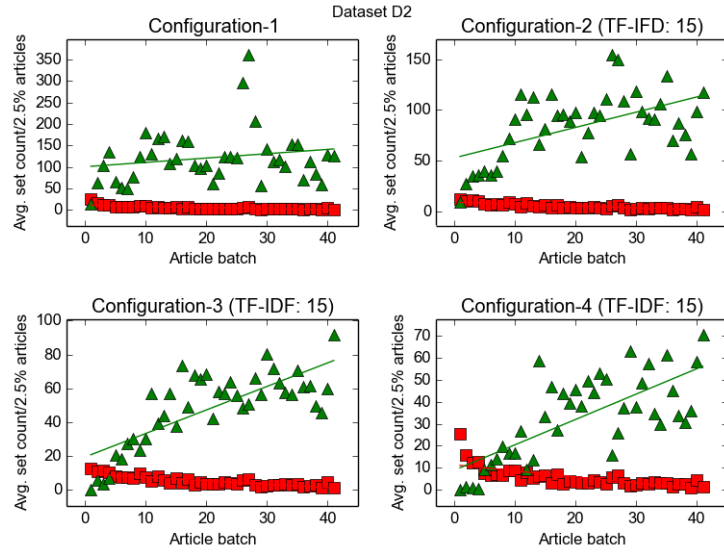 Dataset D2
Configuration-1
Avg. set count/2.5% articles
350
300
250
200
150
100
50
0
0 10 20 30 40
Article batch
Configuration-2 (TF-IFD: 15)
Avg. set count/2.5% articles
150
100
50
0
0 10 20 30 40
Article batch
Configuration-3 (TF-IDF: 15)
Avg. set count/2.5% articles
100
80
60
40
20
0
0 10 20 30 40
Article batch
Configuration-4 (TF-IDF: 15)
Avg. set count/2.5% articles
70
60
50
40
30
20
10
0
0 10 20 30 40
Article batch